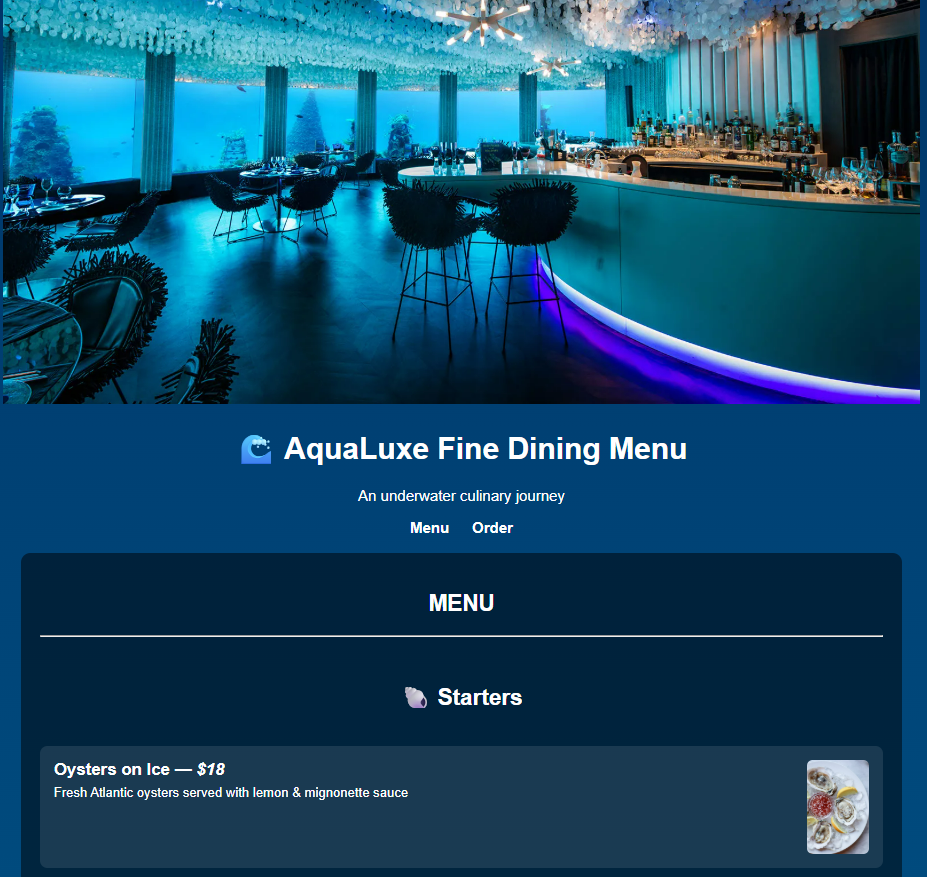 🌊 AquaLuxe Fine Dining Menu
An underwater culinary journey
Menu Order
MENU
🐚 Starters
Oysters on Ice — $18
Fresh Atlantic oysters served with lemon & mignonette sauce